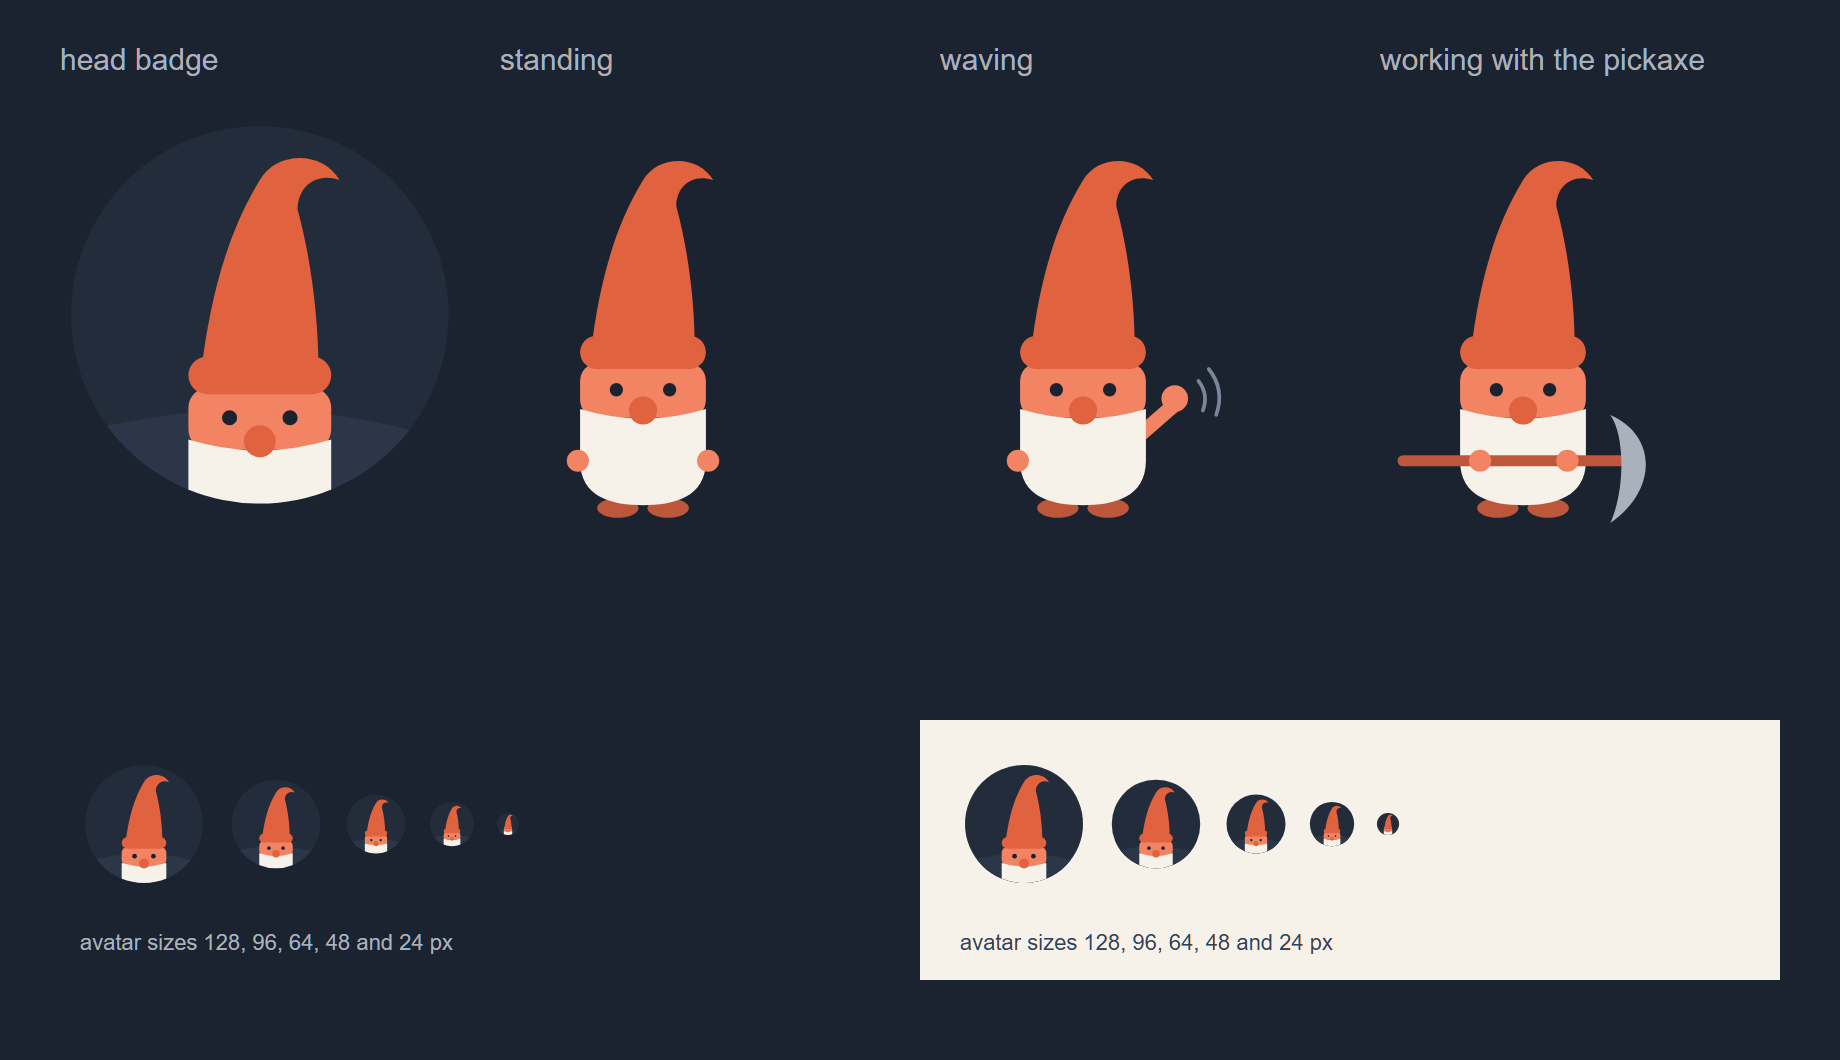 head badge
standing
waving
working with the pickaxe
avatar sizes 128, 96, 64, 48 and 24 px
avatar sizes 128, 96, 64, 48 and 24 px